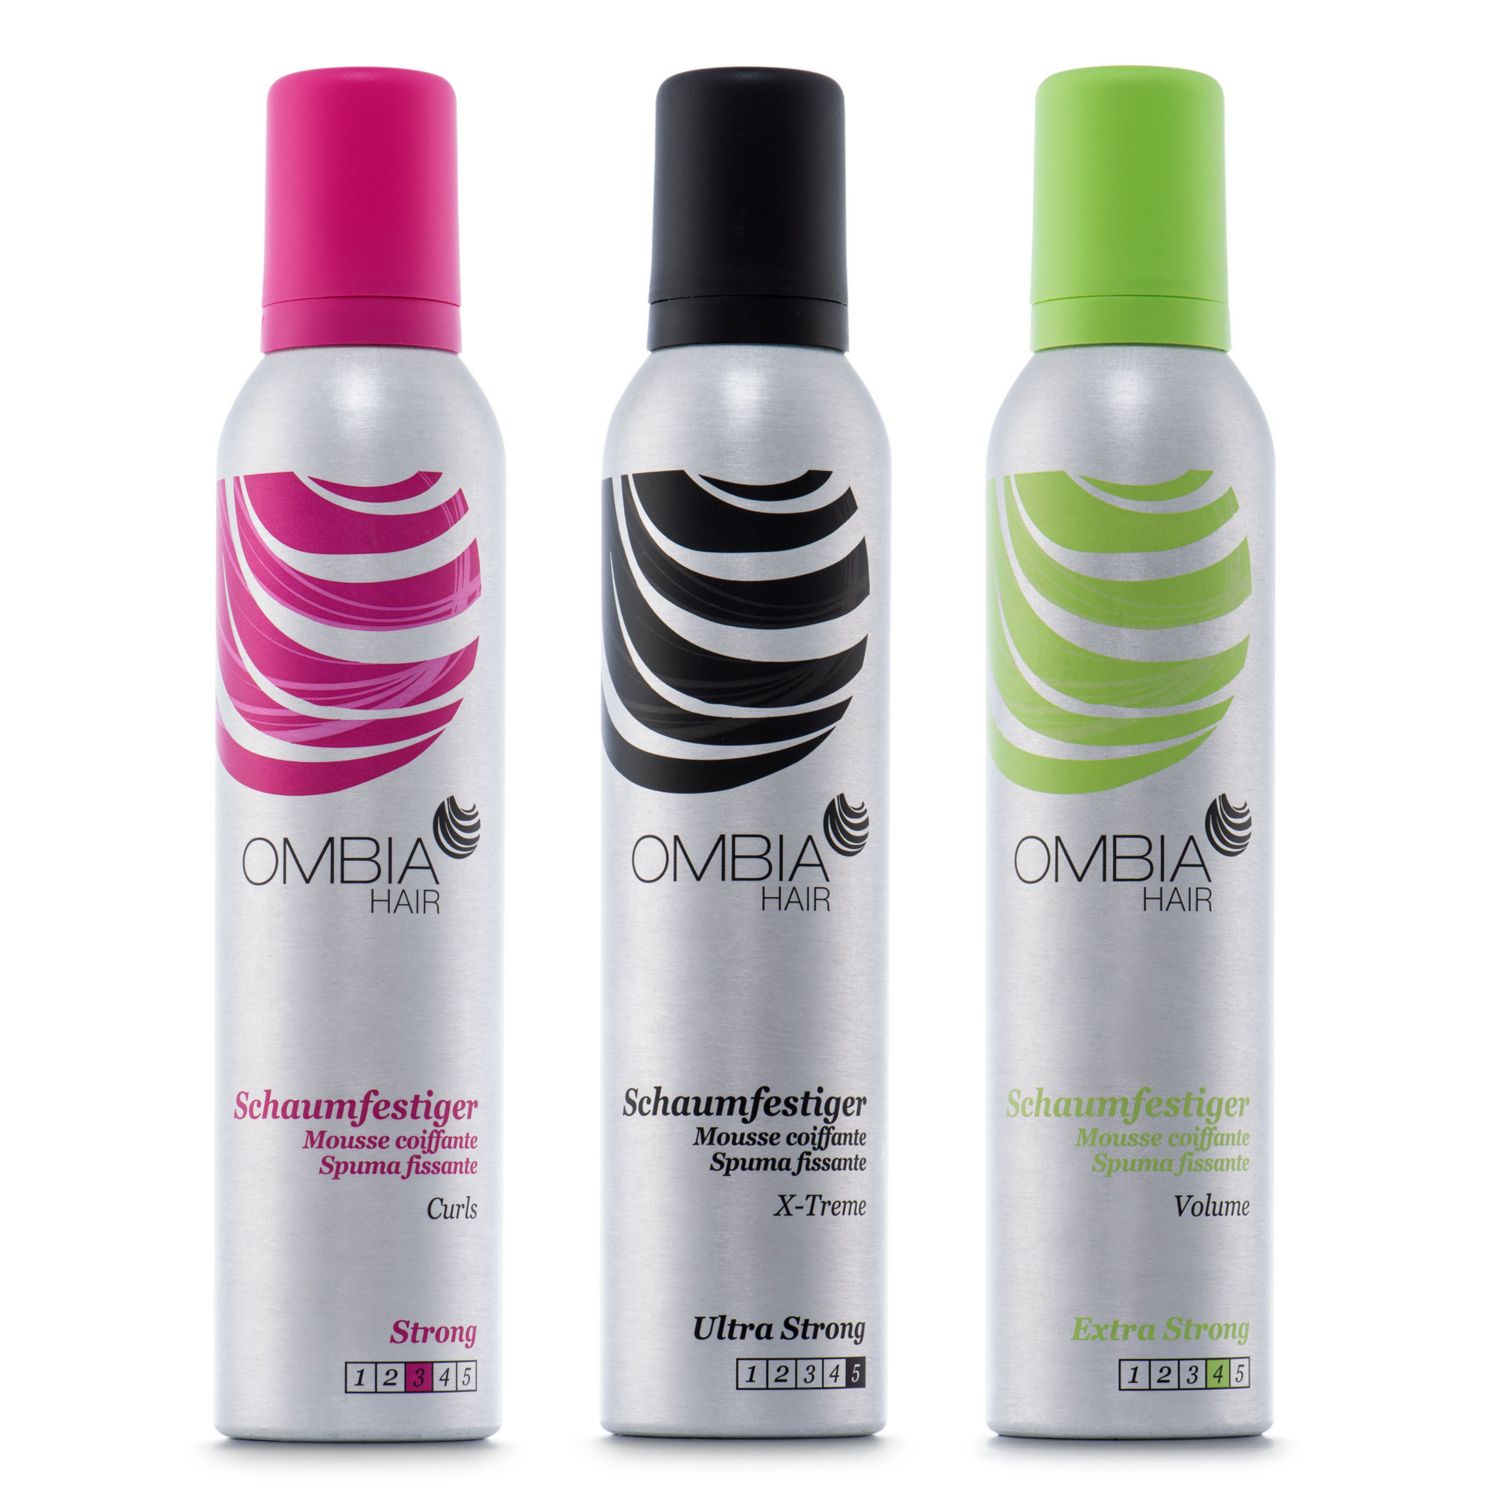 OMBIA
HAIR
Schaumfestiger
Mousse coiffante
Spuma fissante
Curls
Strong
1 2 3 4 5
OMBIA
HAIR
Schaumfestiger
Mousse coiffante
Spuma fissante
X-Treme
Ultra Strong
1 2 3 4 5
OMBIA
HAIR
Schaumfestiger
Mousse coiffante
Spuma fissante
Volume
Extra Strong
1 2 3 4 5